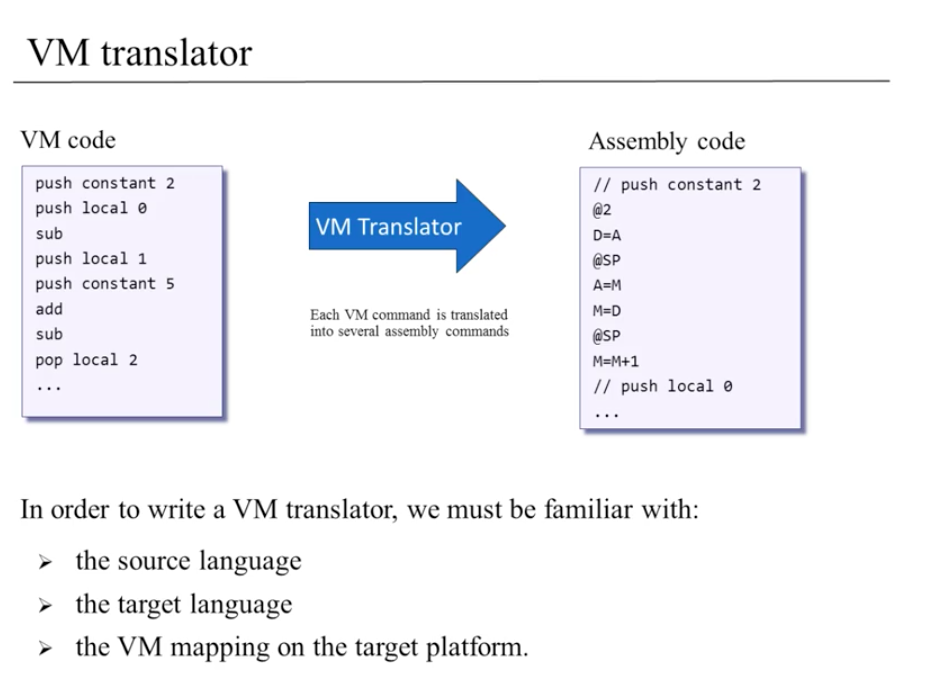 VM translator
VM code
push constant 2
push local 0
sub
push local 1
push constant 5
add
sub
pop local 2
...
VM Translator
Each VM command is translated
into several assembly commands
Assembly code
// push constant 2
@2
D=A
@SP
A=M
M=D
@SP
M=M+1
// push local 0
...
In order to write a VM translator, we must be familiar with:
➢ the source language
➢ the target language
➢ the VM mapping on the target platform.